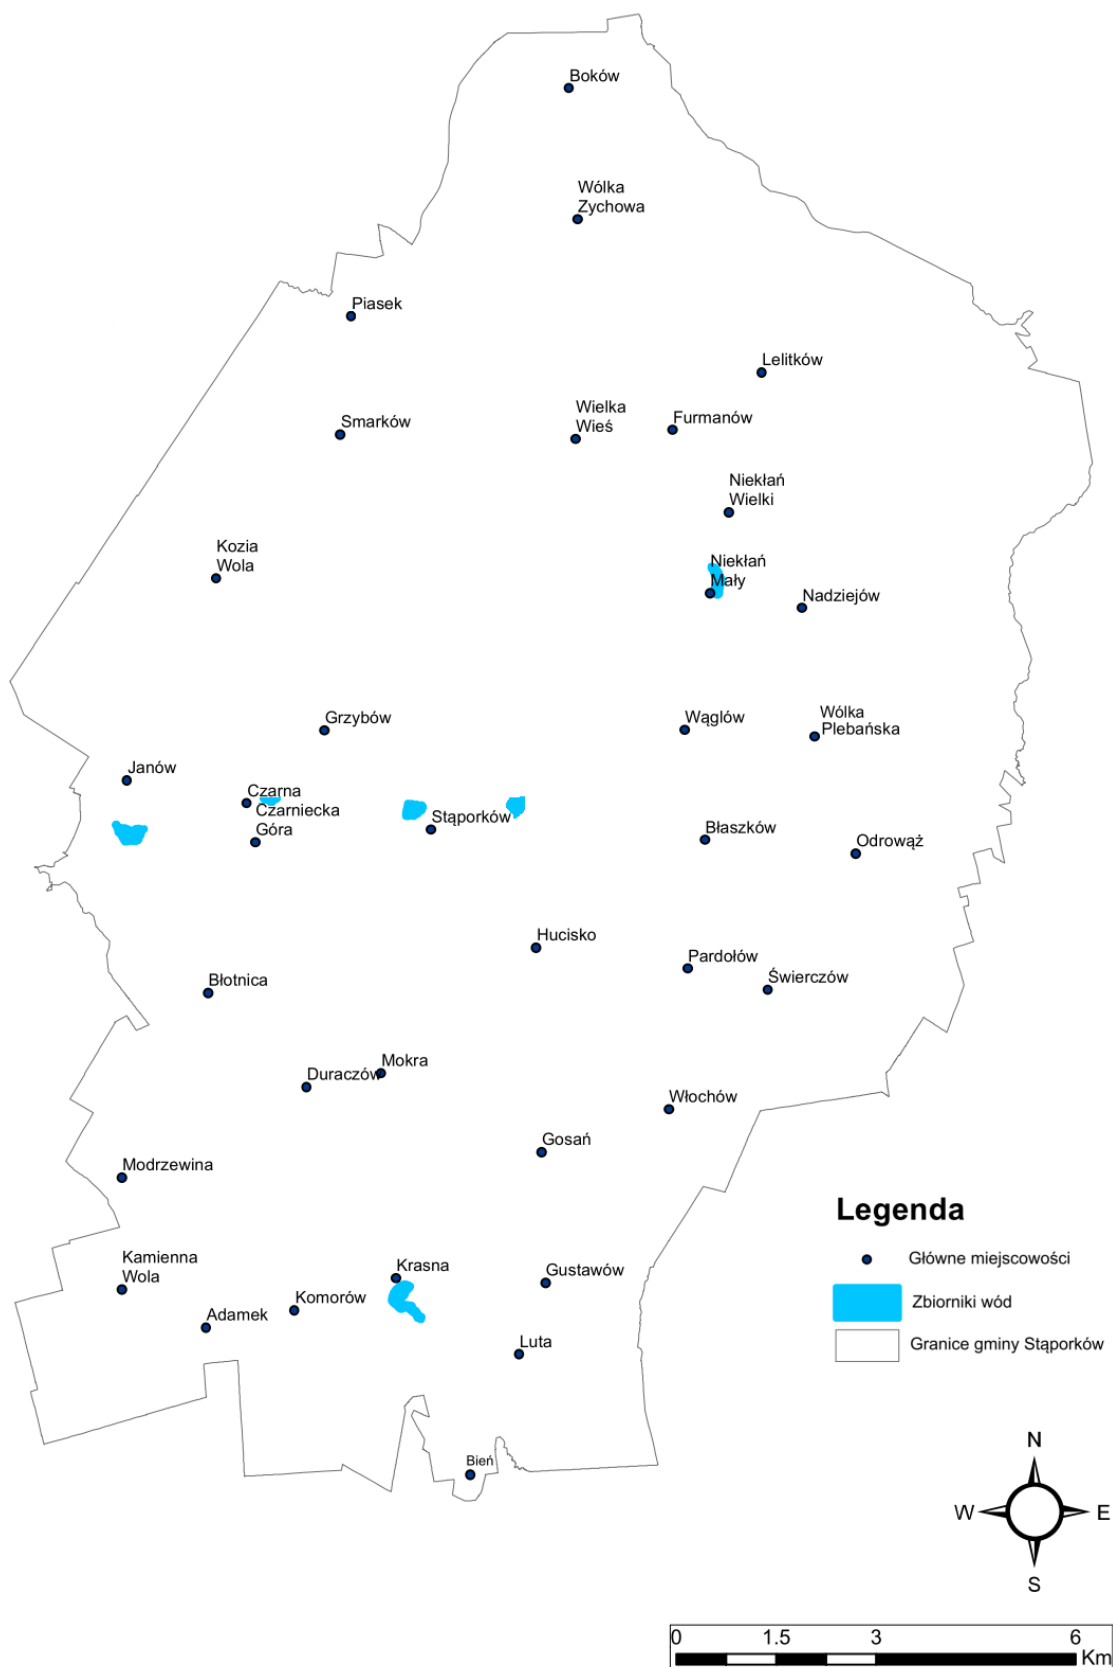 Boków
Wólka
Zychowa
Piasek
Lelitków
Smarków
Wielka
Wieś
Furmanów
Niekłań
Wielki
Kozia
Wola
Niekłań
Mały
Nadziejów
Grzybów
Wąglów
Wólka
Plebańska
Janów
Czarna
Czarniecka
Góra
Stąporków
Błaszków
Odrowąż
Hucisko
Pardołów
Świerczów
Błotnica
Mokra
Duraczów
Włochów
Gosań
Modrzewina
Kamienna
Wola
Krasna
Gustawów
Komorów
Adamek
Luta
Bień
Legenda
Główne miejscowości
Zbiorniki wód
Granice gminy Stąporków
N
W E
S
0 1.5 3 6
Km